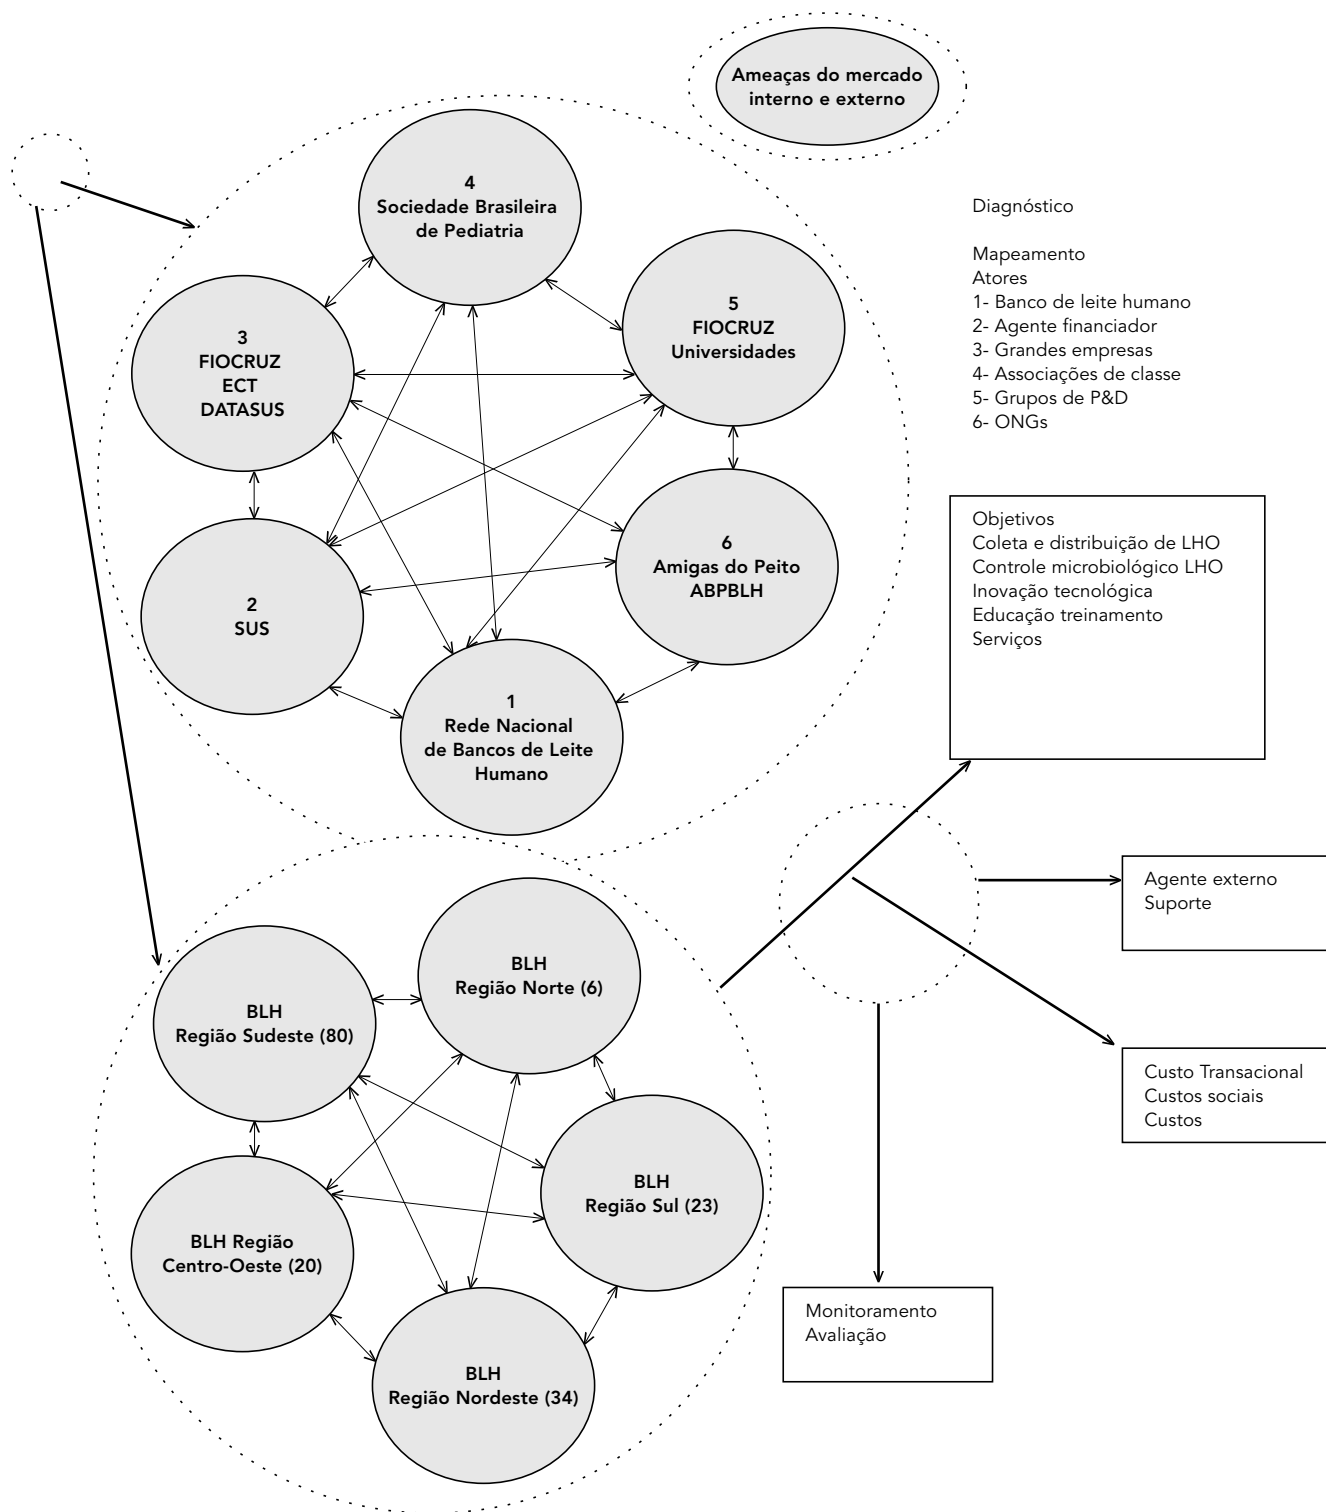 Ameaças do mercado
interno e externo
4
Sociedade Brasileira
de Pediatria
5
FIOCRUZ
Universidades
3
FIOCRUZ
ECT
DATASUS
6
Amigas do Peito
ABPBLH
2
SUS
1
Rede Nacional
de Bancos de Leite
Humano
Diagnóstico
Mapeamento
Atores
1- Banco de leite humano
2- Agente financiador
3- Grandes empresas
4- Associações de classe
5- Grupos de P&D
6- ONGs
Objetivos
Coleta e distribuição de LHO
Controle microbiológico LHO
Inovação tecnológica
Educação treinamento
Serviços
Agente externo
Suporte
Custo Transacional
Custos sociais
Custos
Monitoramento
Avaliação
BLH
Região Norte (6)
BLH
Região Sudeste (80)
BLH
Região Sul (23)
BLH Região
Centro-Oeste (20)
BLH
Região Nordeste (34)